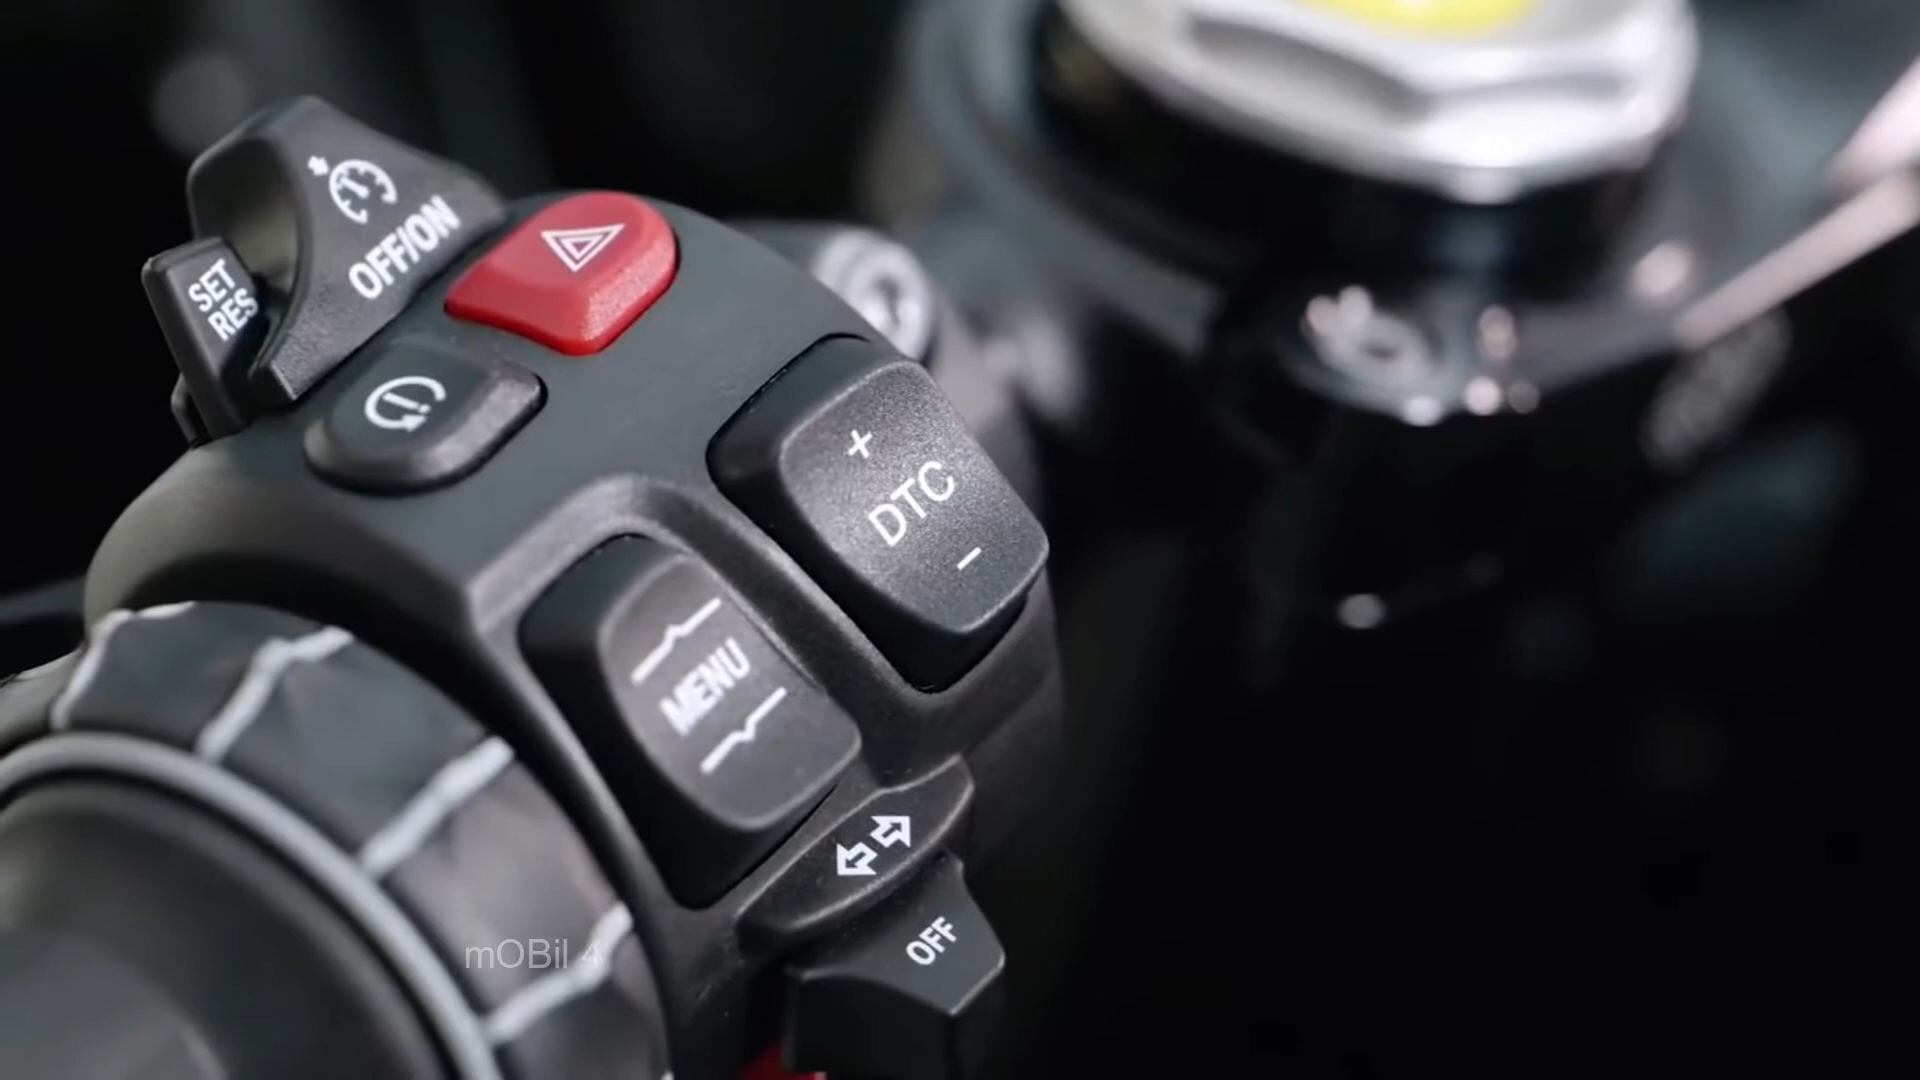 OFF/ON
SET
RES
+
DTC
−
MENU
OFF
mOBil 4